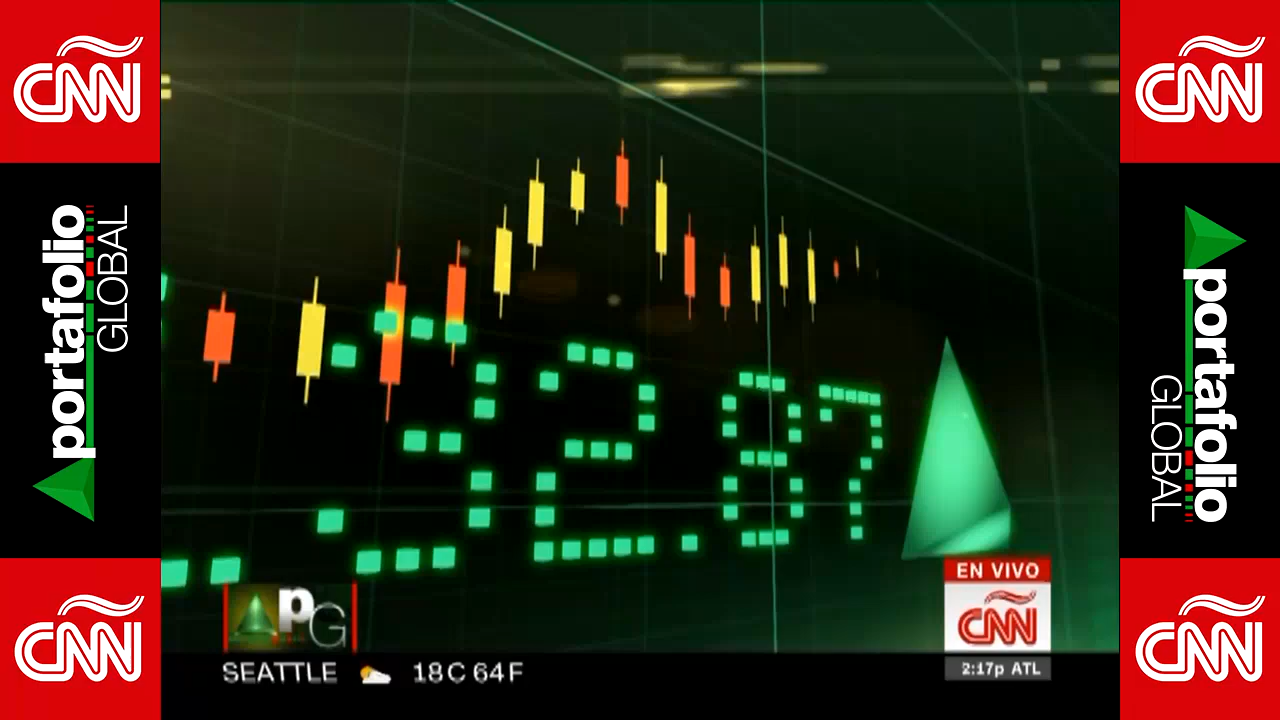 CNN
portafolio
GLOBAL
CNN
32.87
PG
EN VIVO
CNN
2:17p ATL
SEATTLE 18C 64F
CNN
portafolio
GLOBAL
CNN